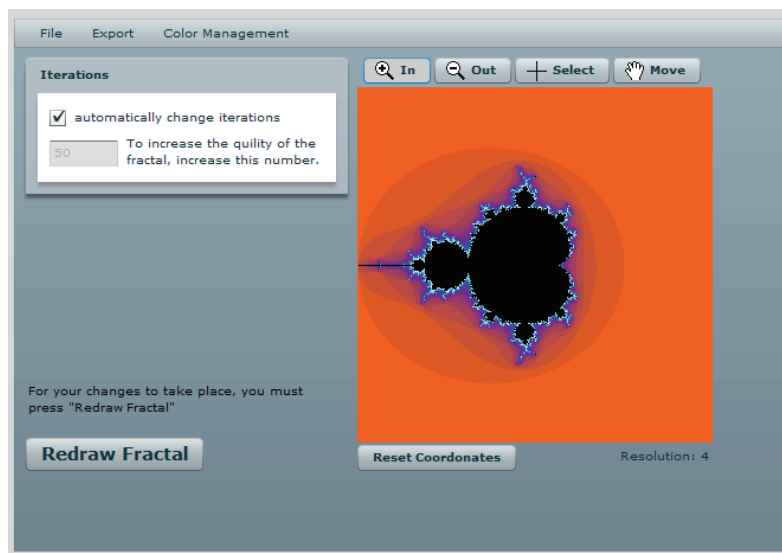 File Export Color Management
Iterations
In Out Select Move
automatically change iterations
50
To increase the quility of the
fractal, increase this number.
For your changes to take place, you must
press "Redraw Fractal"
Redraw Fractal
Reset Coordonates
Resolution: 4